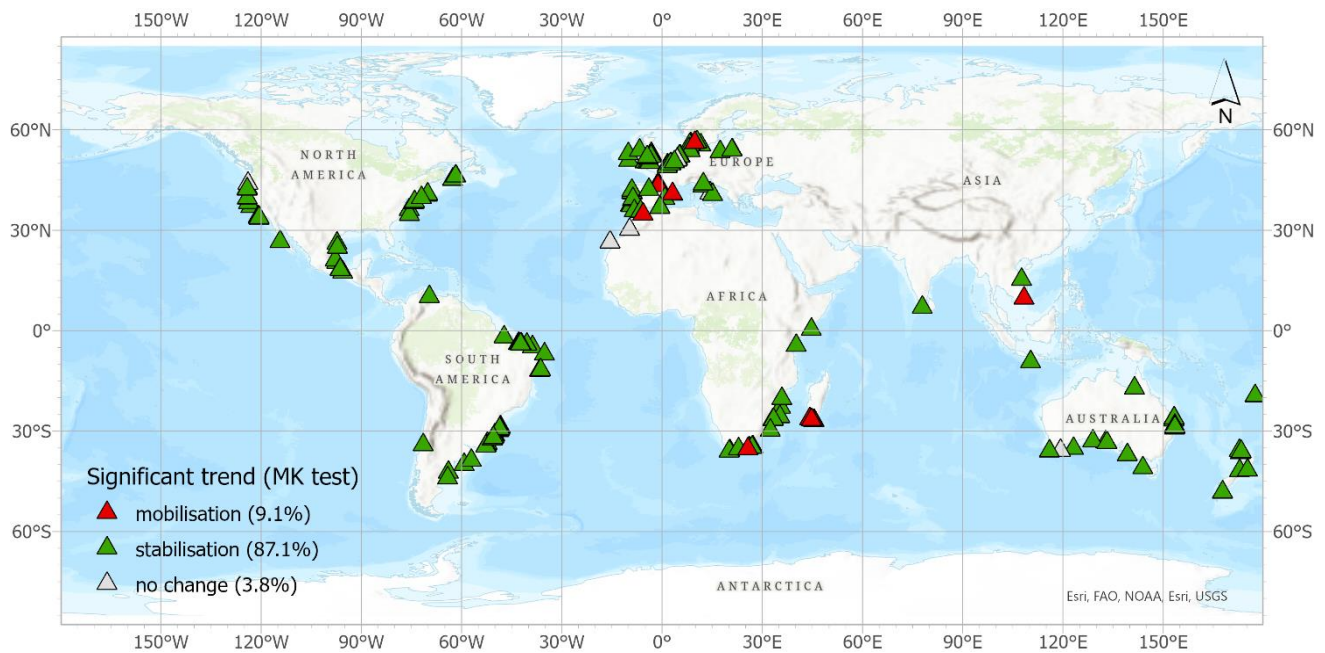 150°W 120°W 90°W 60°W 30°W 0° 30°E 60°E 90°E 120°E 150°E
60°N 60°N
N
NORTH
AMERICA
EUROPE
ASIA
30°N 30°N
AFRICA
0° 0°
SOUTH
AMERICA
AUSTRALIA
30°S 30°S
Significant trend (MK test)
mobilisation (9.1%)
stabilisation (87.1%)
no change (3.8%)
60°S 60°S
ANTARCTICA
Esri, FAO, NOAA, Esri, USGS
150°W 120°W 90°W 60°W 30°W 0° 30°E 60°E 90°E 120°E 150°E